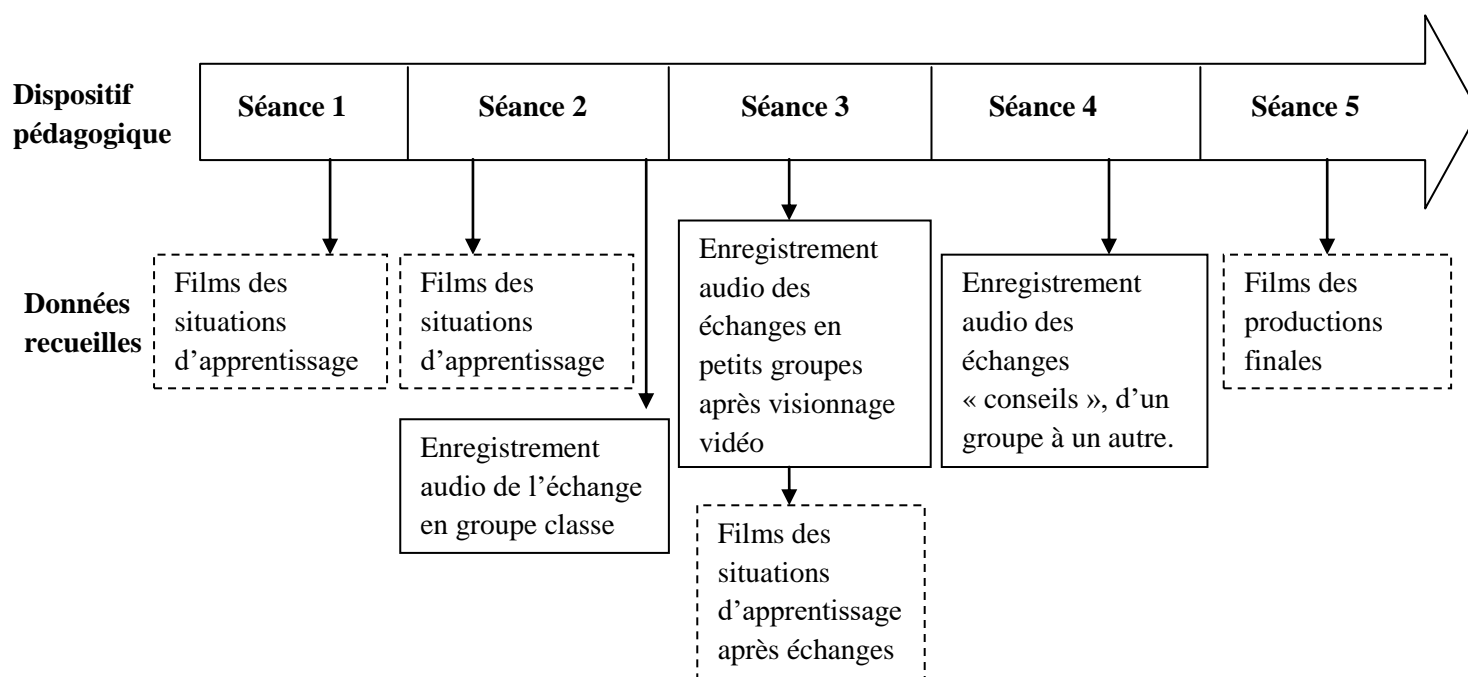 Dispositif
pédagogique
Séance 1
Séance 2
Séance 3
Séance 4
Séance 5
Données
recueilles
Films des
situations
d’apprentissage
Films des
situations
d’apprentissage
Enregistrement
audio de l’échange
en groupe classe
Enregistrement
audio des
échanges en
petits groupes
après visionnage
vidéo
Films des
situations
d’apprentissage
après échanges
Enregistrement
audio des
échanges
« conseils », d’un
groupe à un autre.
Films des
productions
finales